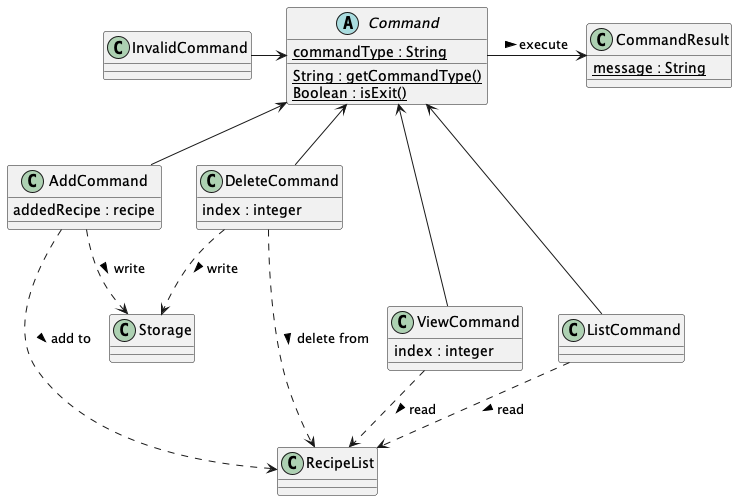 A Command
commandType : String
String : getCommandType()
Boolean : isExit()
C InvalidCommand
execute
C CommandResult
message : String
C AddCommand
addedRecipe : recipe
C DeleteCommand
index : integer
write
write
C Storage
C ViewCommand
index : integer
C ListCommand
add to
delete from
read
read
C RecipeList